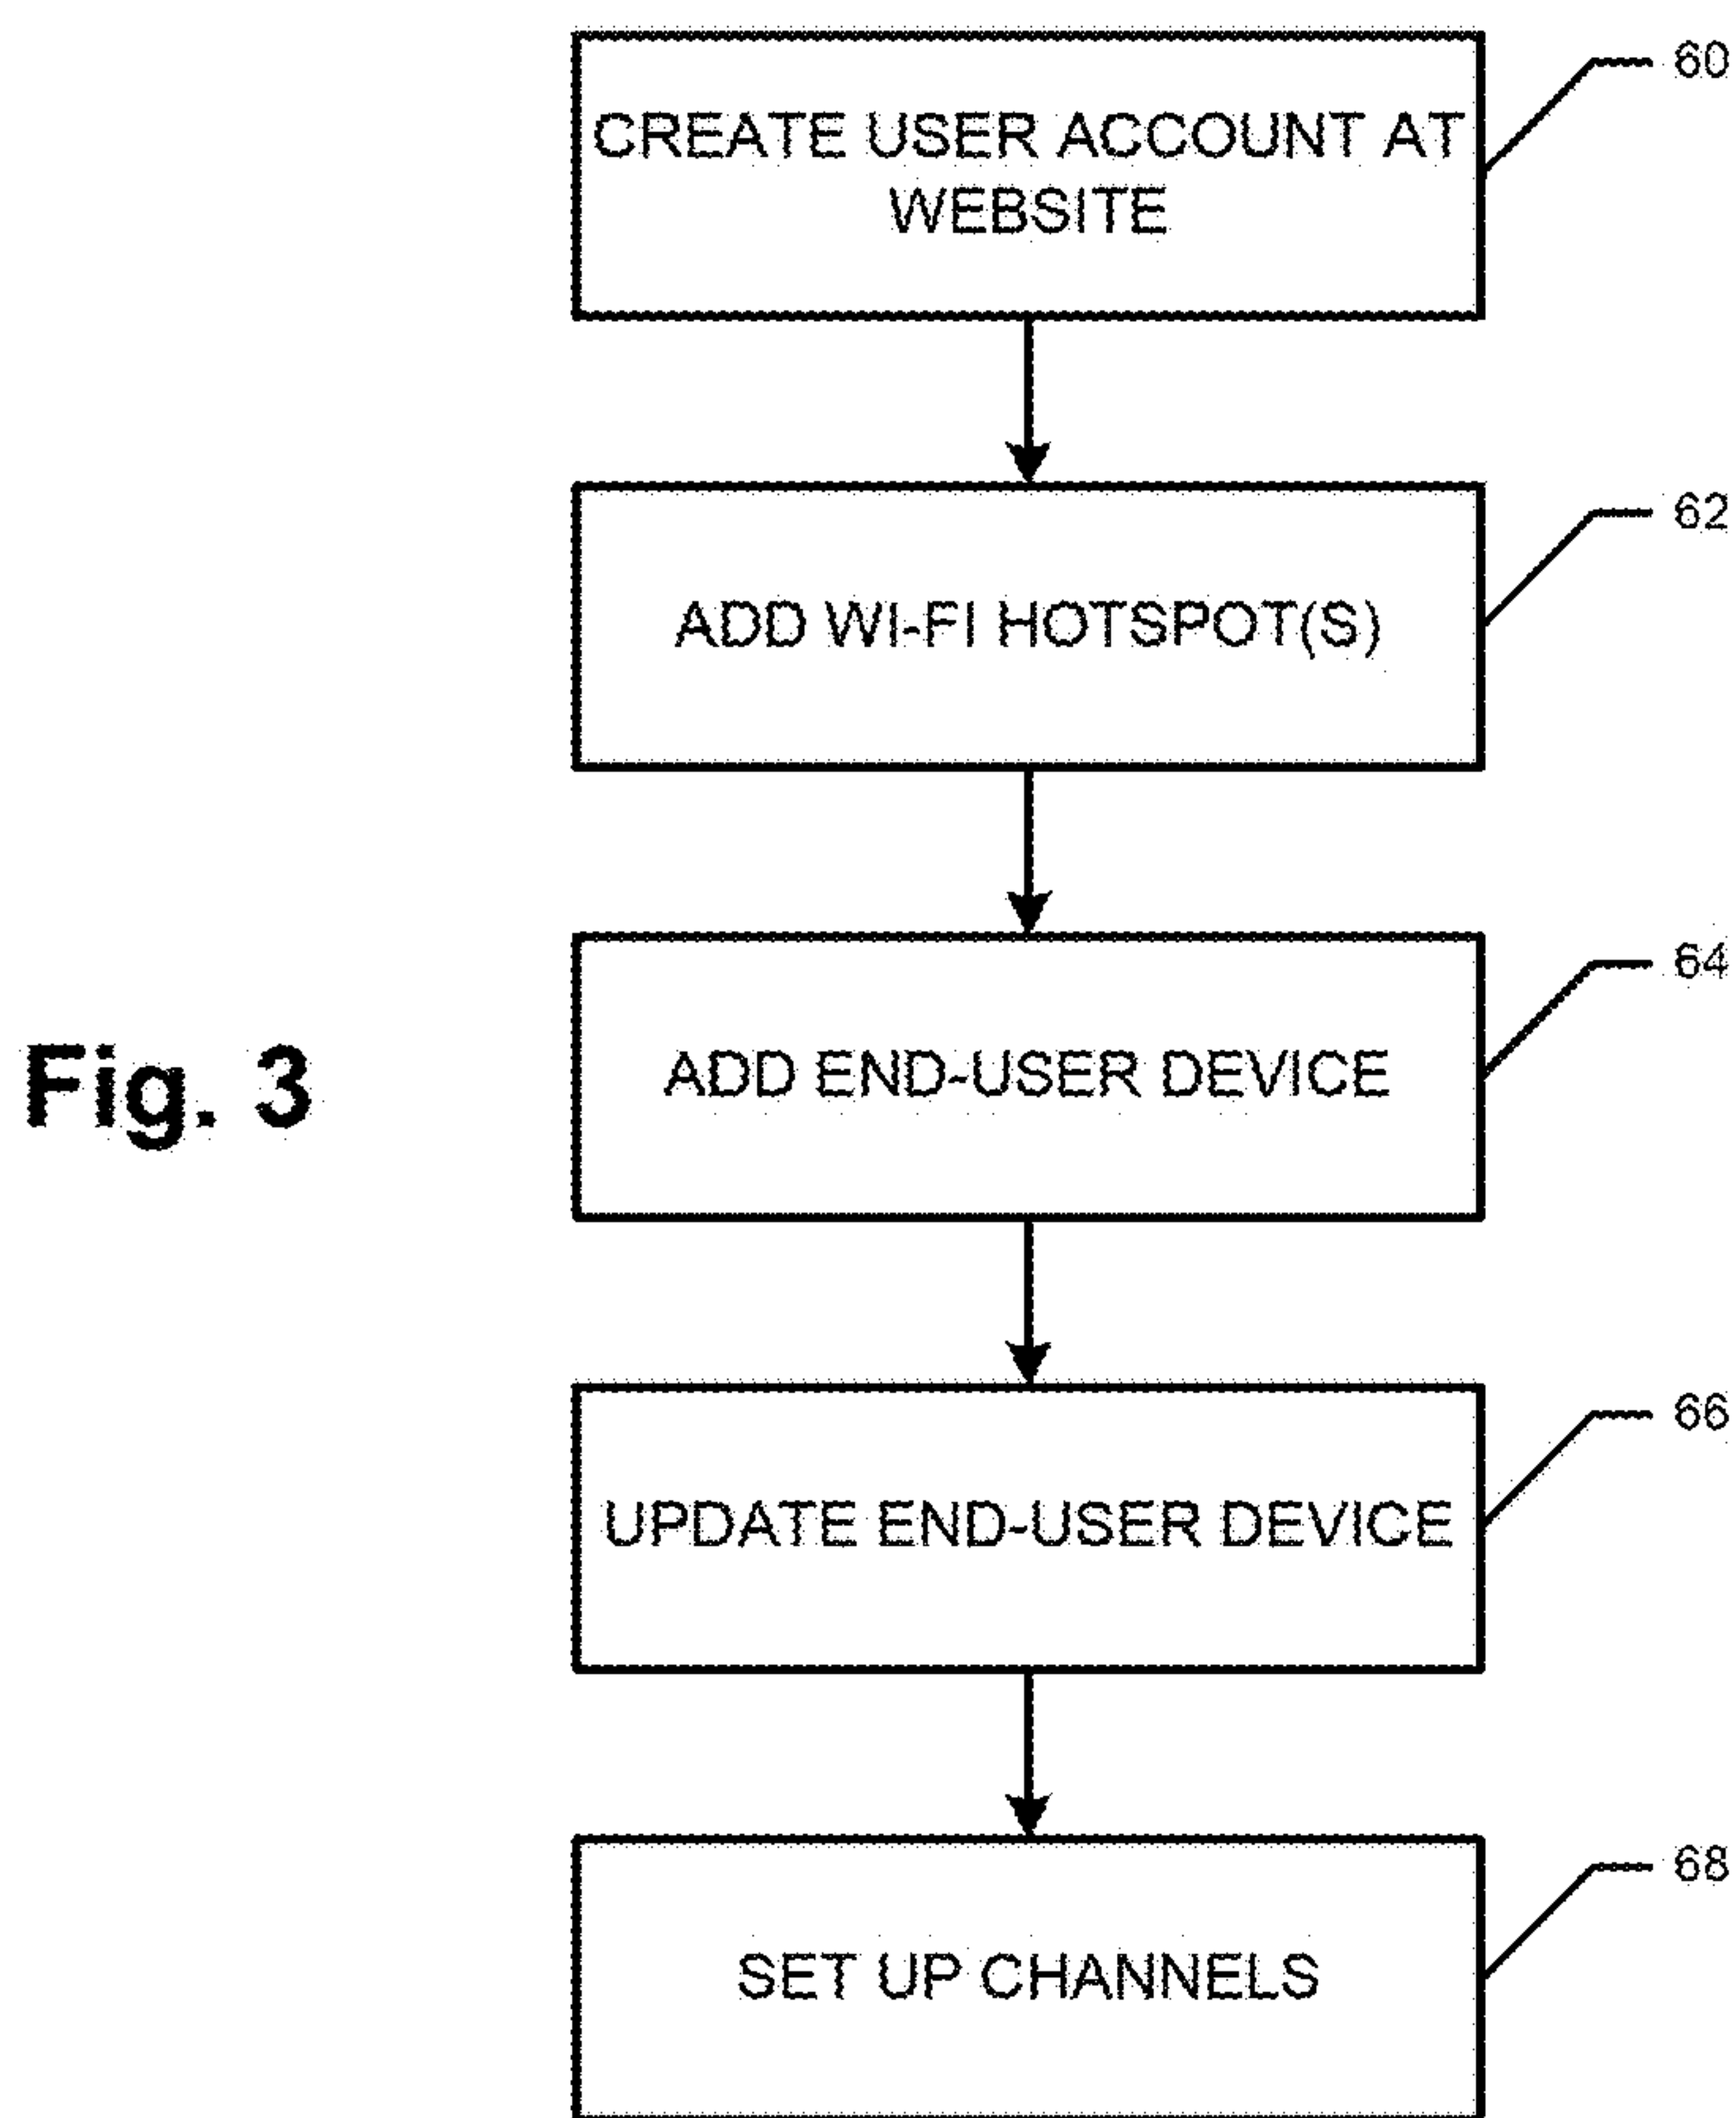 CREATE USER ACCOUNT AT
WEBSITE
60
ADD WI-FI HOTSPOT(S)
62
ADD END-USER DEVICE
64
Fig. 3
UPDATE END-USER DEVICE
66
SET UP CHANNELS
68